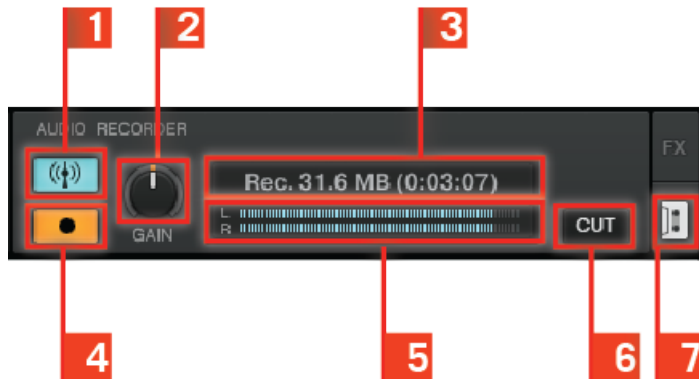 1 2 3
AUDIO RECORDER
FX
Rec. 31.6 MB (0:03:07)
L
R
GAIN
CUT
4 5 6 7